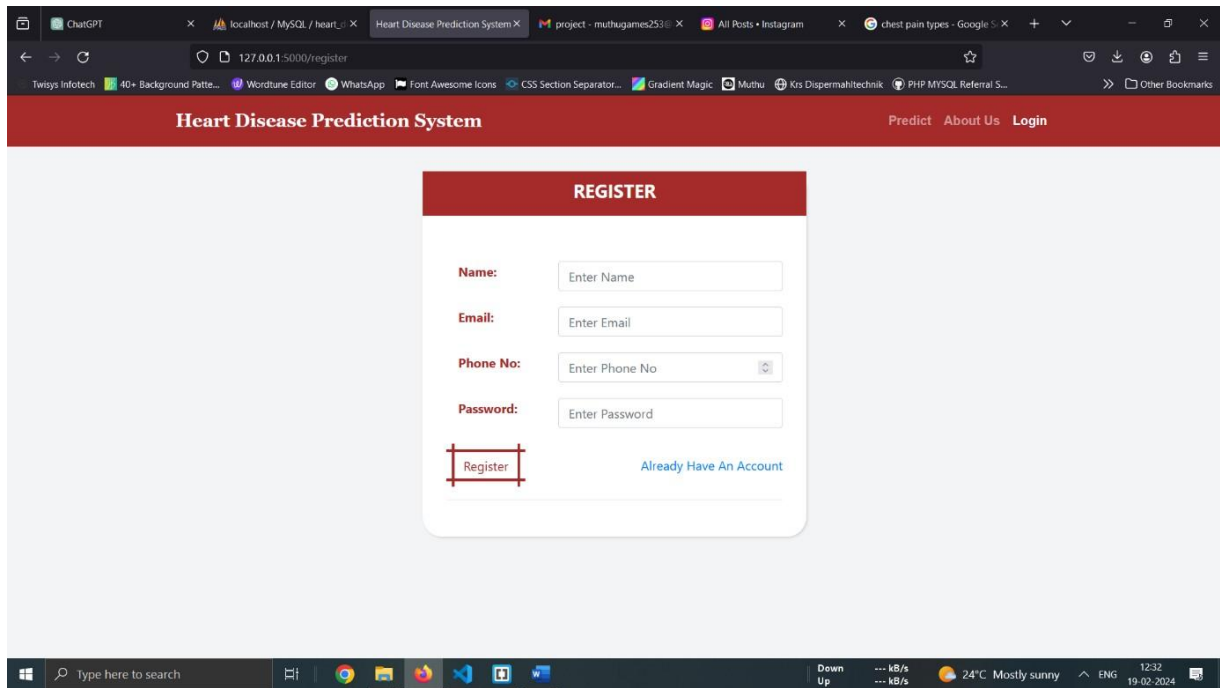 ChatGPT
localhost / MySQL / heart_d
Heart Disease Prediction System
project - muthugames253@
All Posts • Instagram
chest pain types - Google S
127.0.0.1:5000/register
Twisys Infotech
40+ Background Patte...
Wordtune Editor
WhatsApp
Font Awesome Icons
CSS Section Separator...
Gradient Magic
Muthu
Krs Dispermahltechnik
PHP MYSQL Referral S...
Other Bookmarks
Heart Disease Prediction System
Predict About Us Login
REGISTER
Name: Enter Name
Email: Enter Email
Phone No: Enter Phone No
Password: Enter Password
Register Already Have An Account
Type here to search
Down --- kB/s
Up --- kB/s
24°C Mostly sunny
ENG
12:32
19-02-2024